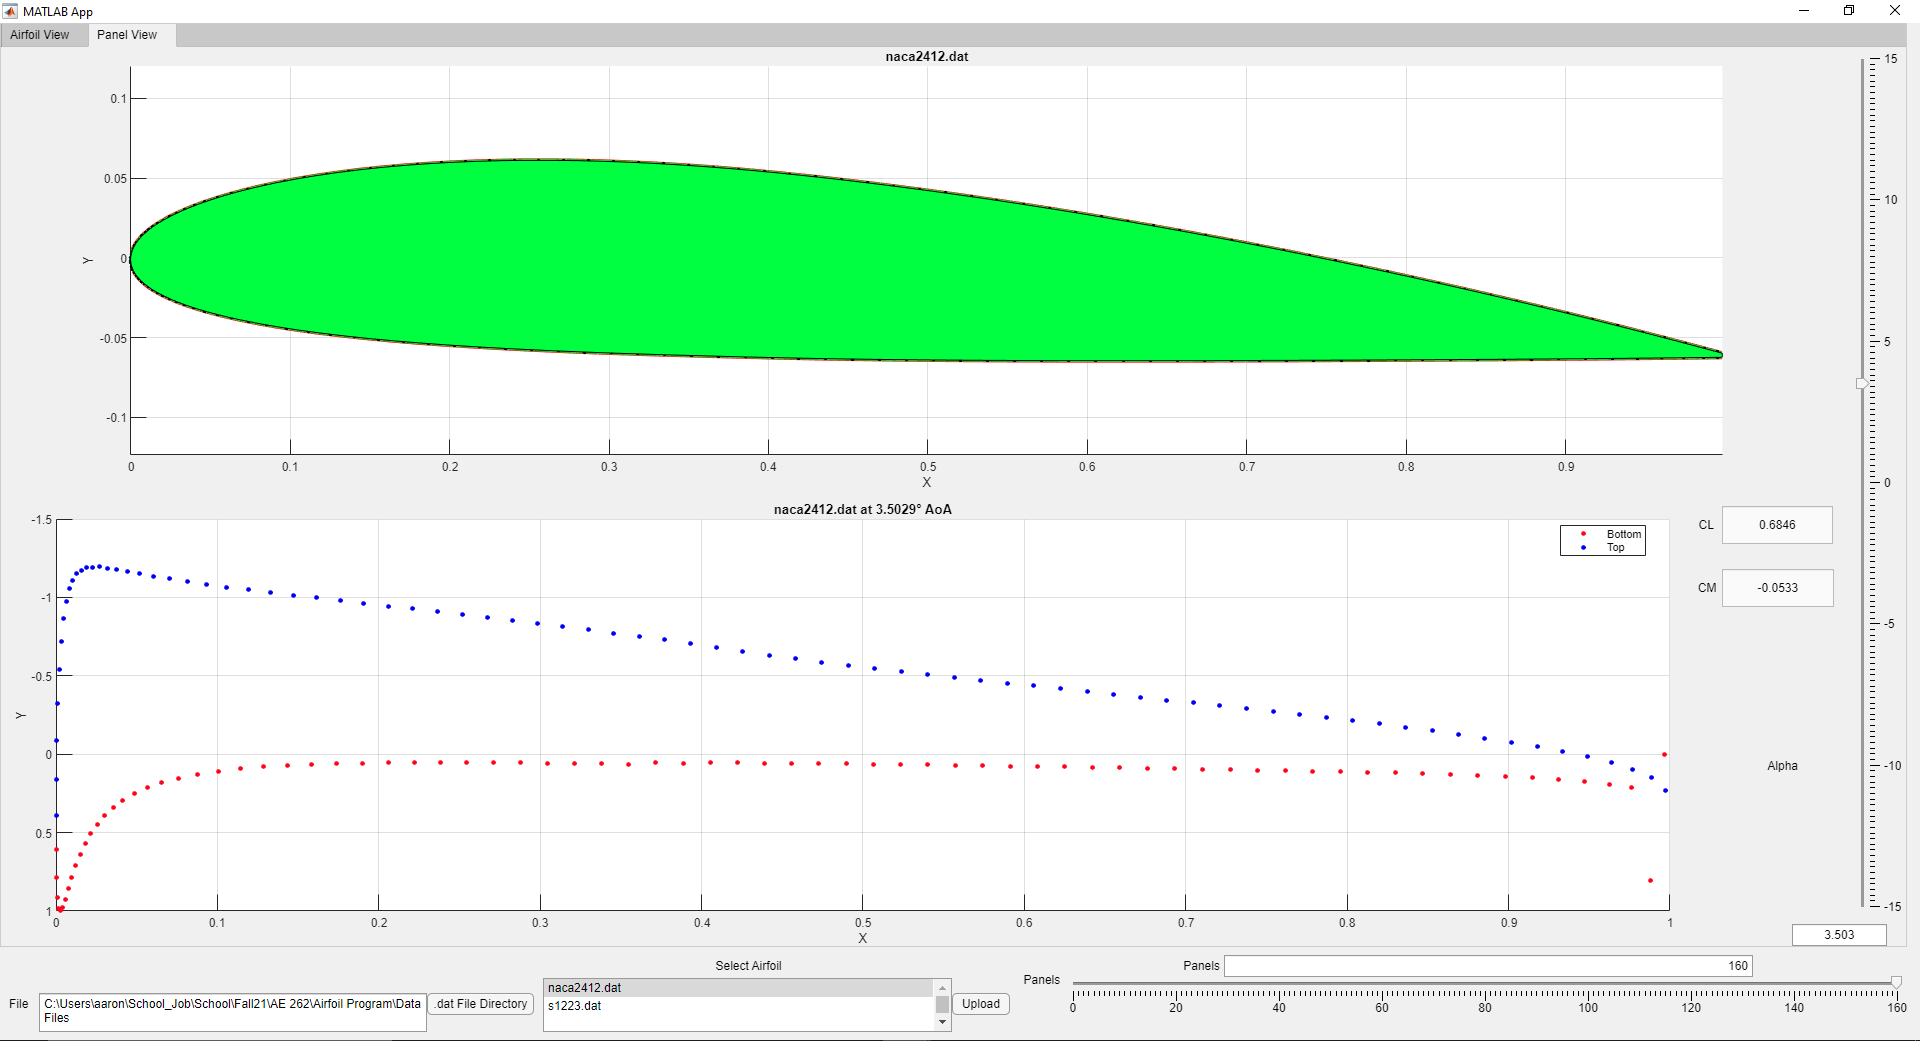 MATLAB App
Airfoil View
Panel View
naca2412.dat
0.1
0.05
0
-0.05
-0.1
Y
0
0.1
0.2
0.3
0.4
0.5
0.6
0.7
0.8
0.9
X
15
10
5
0
-5
-10
-15
naca2412.dat at 3.5029° AoA
-1.5
-1
-0.5
0
0.5
1
Y
Bottom
Top
0
0.1
0.2
0.3
0.4
0.5
0.6
0.7
0.8
0.9
1
X
CL
0.6846
CM
-0.0533
Alpha
3.503
Select Airfoil
File
C:\Users\aaron\School_Job\School\Fall21\AE 262\Airfoil Program\Data
Files
.dat File Directory
naca2412.dat
s1223.dat
Upload
Panels
160
Panels
0
20
40
60
80
100
120
140
160